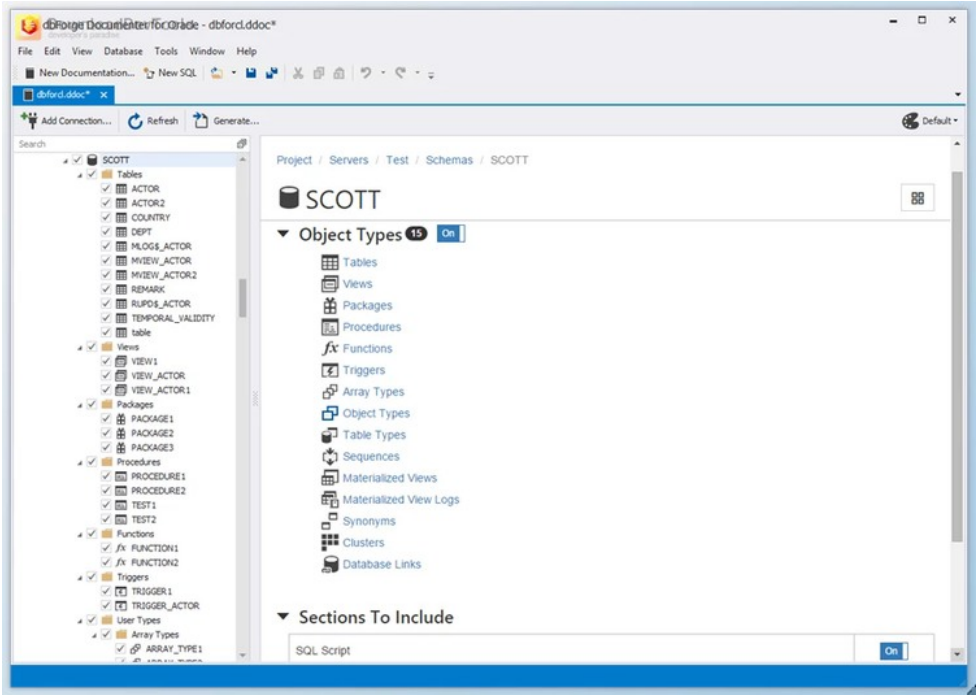 dbForge Documenter for Oracle - dbforcl.ddoc*
developer's paradise
File Edit View Database Tools Window Help
New Documentation... New SQL
dbforcl.ddoc*
Add Connection... Refresh Generate... Default
Search
SCOTT
Tables
ACTOR
ACTOR2
COUNTRY
DEPT
MLOG$_ACTOR
MVIEW_ACTOR
MVIEW_ACTOR2
REMARK
RUPD$_ACTOR
TEMPORAL_VALIDITY
table
Views
VIEW1
VIEW_ACTOR
VIEW_ACTOR1
Packages
PACKAGE1
PACKAGE2
PACKAGE3
Procedures
PROCEDURE1
PROCEDURE2
TEST1
TEST2
Functions
fx FUNCTION1
fx FUNCTION2
Triggers
TRIGGER1
TRIGGER_ACTOR
User Types
Array Types
ARRAY_TYPE1
Project / Servers / Test / Schemas / SCOTT
SCOTT
Object Types 15 On
Tables
Views
Packages
Procedures
fx Functions
Triggers
Array Types
Object Types
Table Types
Sequences
Materialized Views
Materialized View Logs
Synonyms
Clusters
Database Links
Sections To Include
SQL Script On